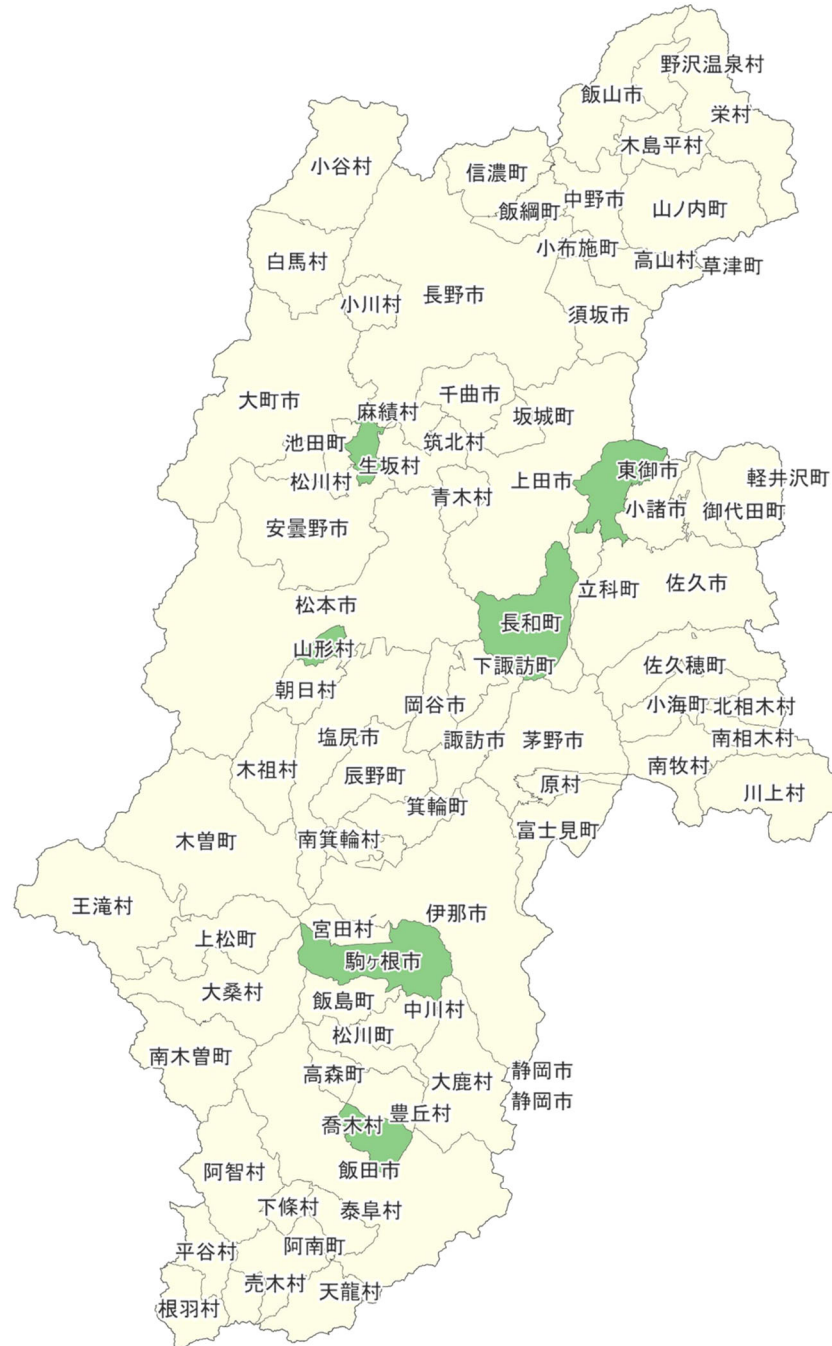 野沢温泉村
飯山市
栄村
木島平村
小谷村
信濃町
飯綱町
中野市
山ノ内町
白馬村
小布施町
高山村
草津町
小川村
長野市
須坂市
大町市
千曲市
麻績村
坂城町
池田町
筑北村
生坂村
松川村
青木村
上田市
東御市
軽井沢町
小諸市
御代田町
安曇野市
松本市
立科町
佐久市
長和町
山形村
下諏訪町
佐久穂町
朝日村
岡谷市
小海町
北相木村
塩尻市
諏訪市
茅野市
南相木村
木祖村
辰野町
南牧村
原村
川上村
箕輪町
木曽町
南箕輪村
富士見町
王滝村
伊那市
上松町
宮田村
駒ヶ根市
大桑村
飯島町
中川村
松川町
南木曽町
高森町
大鹿村
静岡市
静岡市
喬木村
豊丘村
阿智村
飯田市
下條村
泰阜村
平谷村
阿南町
売木村
天龍村
根羽村